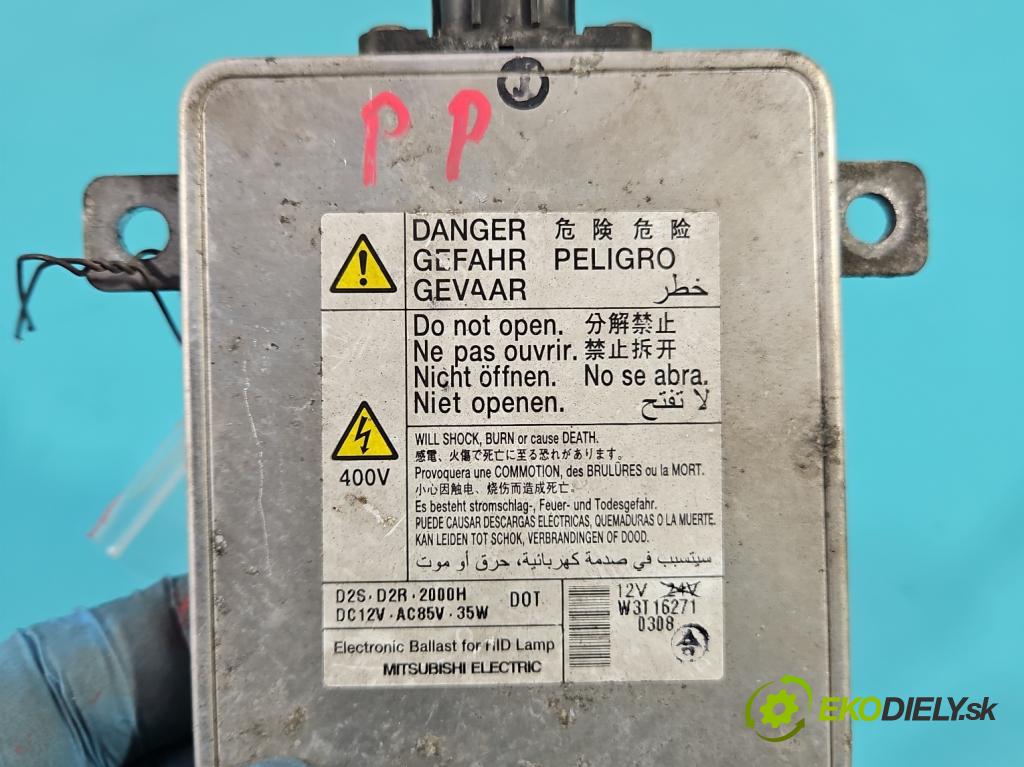 J
P P
DANGER 危険 危险
GEFAHR PELIGRO
GEVAAR خطر
Do not open. 分解禁止
Ne pas ouvrir. 禁止拆开
Nicht öffnen. No se abra.
Niet openen. لا تفتح
400V
WILL SHOCK, BURN or cause DEATH.
感電、火傷で死亡に至る恐れがあります。
Provoquera une COMMOTION, des BRULÛRES ou la MORT.
小心因触电、烧伤而造成死亡。
Es besteht stromschlag-, Feuer- und Todesgefahr.
PUEDE CAUSAR DESCARGAS ELÉCTRICAS, QUEMADURAS O LA MUERTE.
KAN LEIDEN TOT SCHOK, VERBRANDINGEN OF DOOD.
سيتسبب في صدمة كهربائية، حرق أو موت
D2S·D2R·2000H DOT
DC12V·AC85V·35W
Electronic Ballast for HID Lamp
MITSUBISHI ELECTRIC
12V 24V
W3T16271
0308
EKODIELY.sk